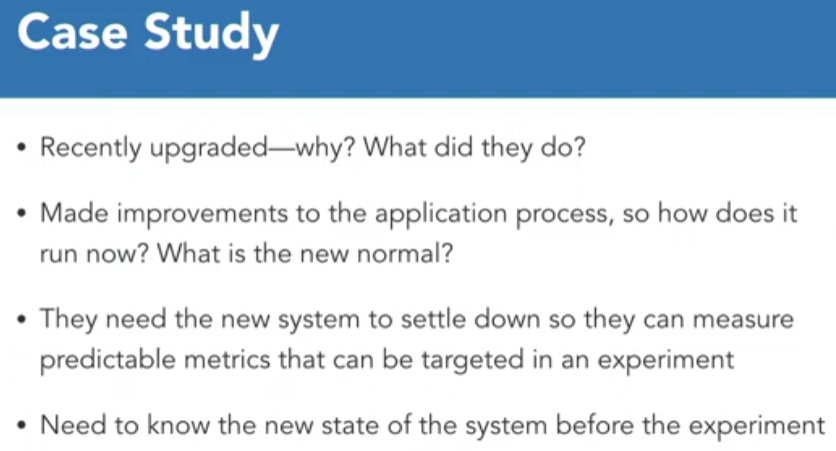 Case Study
• Recently upgraded—why? What did they do?
• Made improvements to the application process, so how does it
run now? What is the new normal?
• They need the new system to settle down so they can measure
predictable metrics that can be targeted in an experiment
• Need to know the new state of the system before the experiment